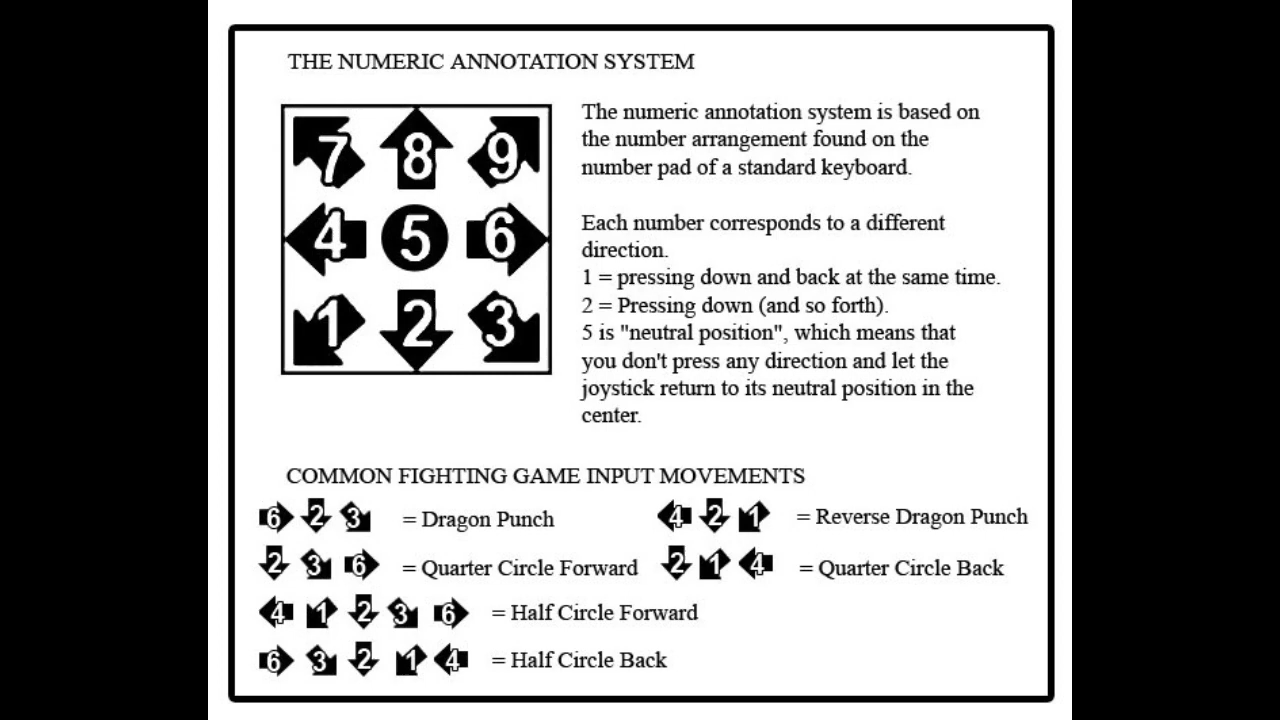 THE NUMERIC ANNOTATION SYSTEM
7 8 9
4 5 6
1 2 3
The numeric annotation system is based on
the number arrangement found on the
number pad of a standard keyboard.
Each number corresponds to a different
direction.
1 = pressing down and back at the same time.
2 = Pressing down (and so forth).
5 is "neutral position", which means that
you don't press any direction and let the
joystick return to its neutral position in the
center.
COMMON FIGHTING GAME INPUT MOVEMENTS
6 2 3 = Dragon Punch
4 2 1 = Reverse Dragon Punch
2 3 6 = Quarter Circle Forward
2 1 4 = Quarter Circle Back
4 1 2 3 6 = Half Circle Forward
6 3 2 1 4 = Half Circle Back